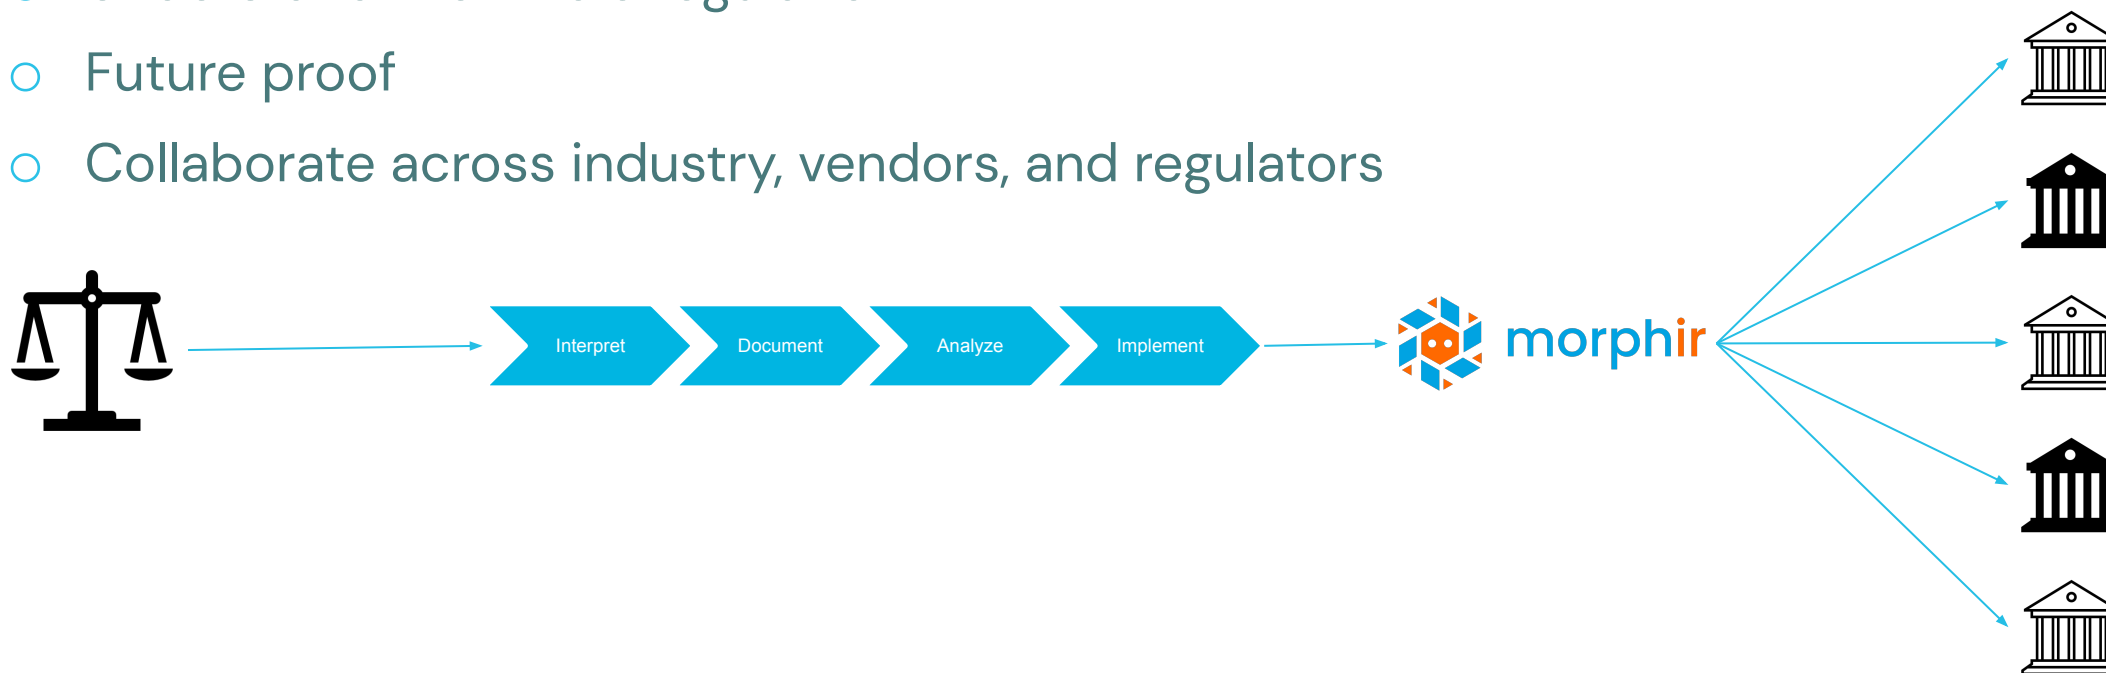 Future proof
Collaborate across industry, vendors, and regulators
Interpret
Document
Analyze
Implement
morphir